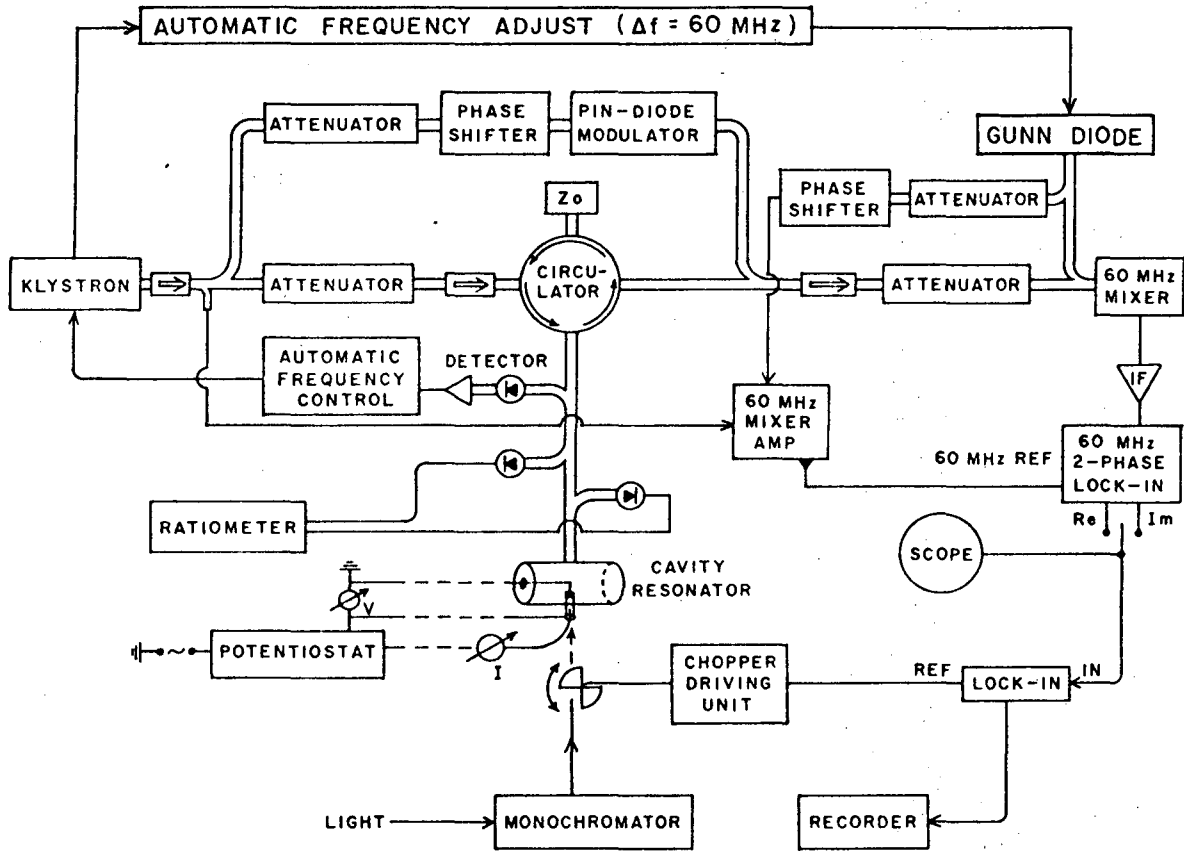 AUTOMATIC FREQUENCY ADJUST (Δf = 60 MHz)
ATTENUATOR
PHASE
SHIFTER
PIN-DIODE
MODULATOR
GUNN DIODE
PHASE
SHIFTER
ATTENUATOR
Zo
KLYSTRON
ATTENUATOR
CIRCU-
LATOR
ATTENUATOR
60 MHz
MIXER
AUTOMATIC
FREQUENCY
CONTROL
DETECTOR
IF
60 MHz
MIXER
AMP
60 MHz REF
60 MHz
2-PHASE
LOCK-IN
Re
Im
RATIOMETER
SCOPE
CAVITY
RESONATOR
V
POTENTIOSTAT
I
CHOPPER
DRIVING
UNIT
REF
LOCK-IN
IN
LIGHT
MONOCHROMATOR
RECORDER